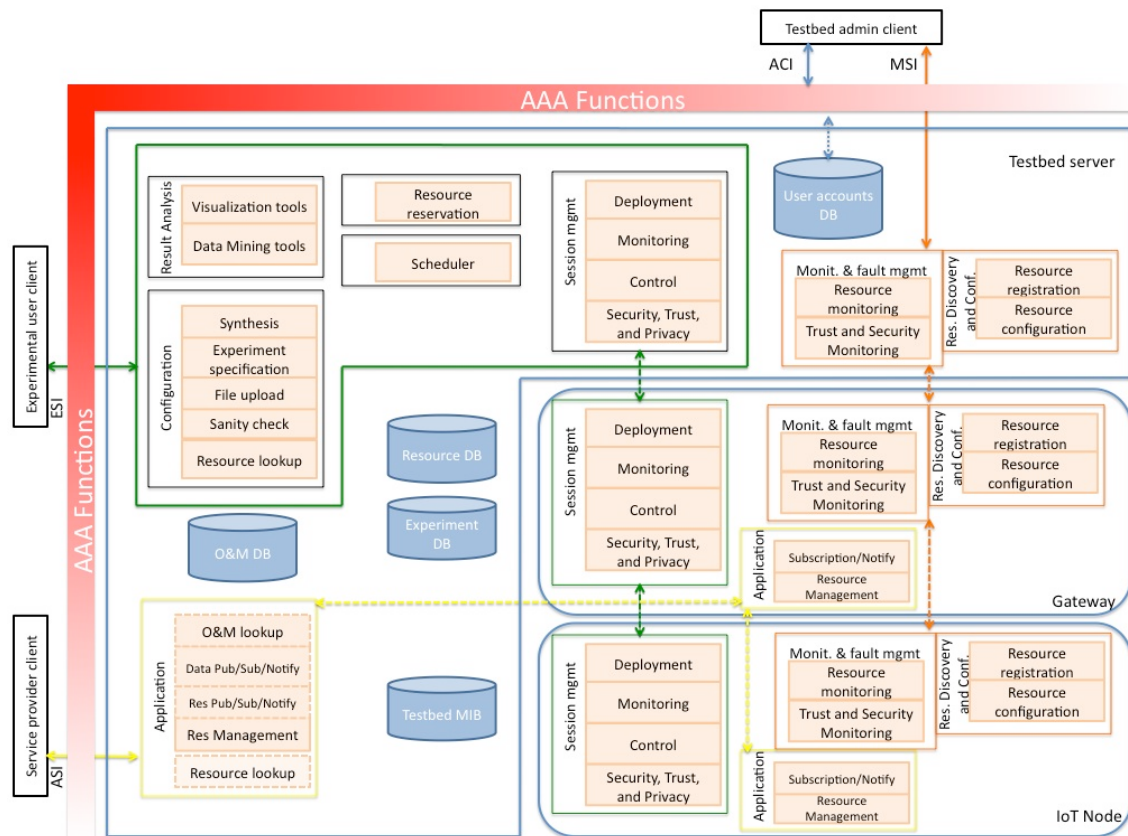 Testbed admin client
ACI
MSI
AAA Functions
Testbed server
Result Analysis
Visualization tools
Data Mining tools
Resource
reservation
Scheduler
Session mgmt
Deployment
Monitoring
Control
Security, Trust,
and Privacy
User accounts
DB
Monit. & fault mgmt
Resource
monitoring
Trust and Security
Monitoring
Res. Discovery
and Conf.
Resource
registration
Resource
configuration
Experimental user client
ESI
AAA Functions
Configuration
Synthesis
Experiment
specification
File upload
Sanity check
Resource lookup
Resource DB
Experiment
DB
O&M DB
Session mgmt
Deployment
Monitoring
Control
Security, Trust,
and Privacy
Monit. & fault mgmt
Resource
monitoring
Trust and Security
Monitoring
Res. Discovery
and Conf.
Resource
registration
Resource
configuration
Application
Subscription/Notify
Resource
Management
Gateway
Service provider client
ASI
Application
O&M lookup
Data Pub/Sub/Notify
Res Pub/Sub/Notify
Res Management
Resource lookup
Testbed MIB
Session mgmt
Deployment
Monitoring
Control
Security, Trust,
and Privacy
Monit. & fault mgmt
Resource
monitoring
Trust and Security
Monitoring
Res. Discovery
and Conf.
Resource
registration
Resource
configuration
Application
Subscription/Notify
Resource
Management
IoT Node